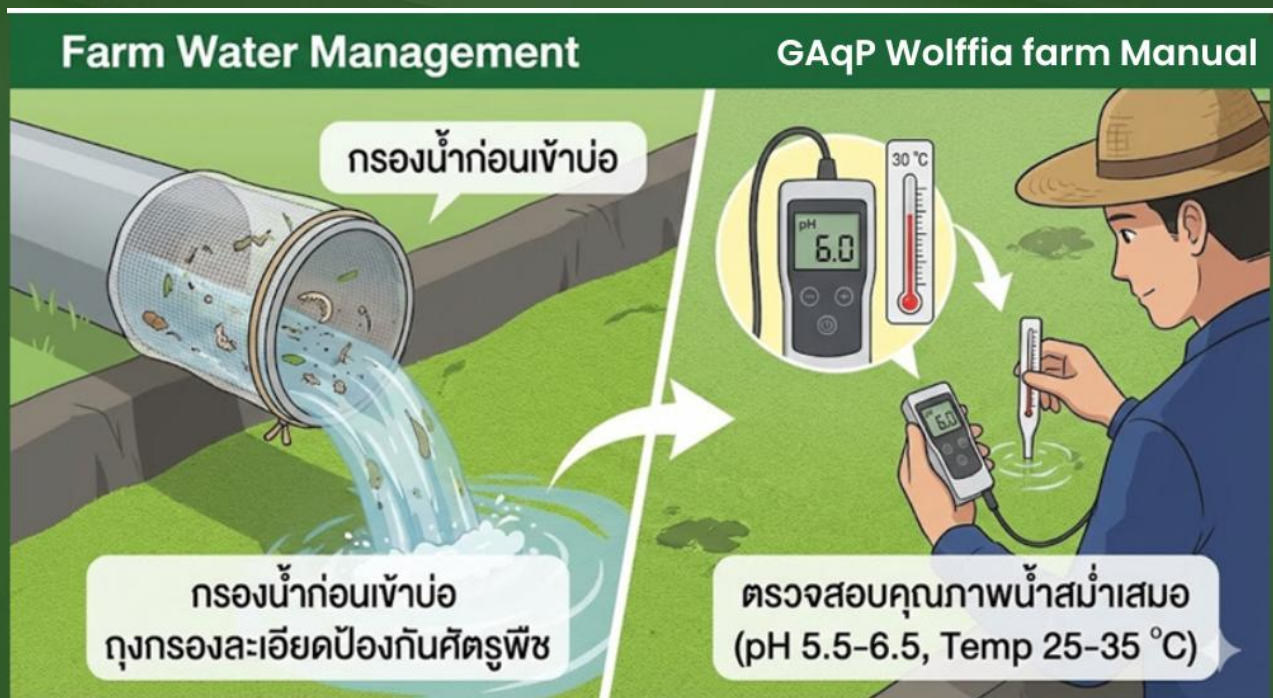 Farm Water Management
GAqP Wolffia farm Manual
กรองน้ำก่อนเข้าบ่อ
30 °C
pH
6.0
pH
6.0
กรองน้ำก่อนเข้าบ่อ
ถุงกรองละเอียดป้องกันศัตรูพืช
ตรวจสอบคุณภาพน้ำสม่ำเสมอ
(pH 5.5-6.5, Temp 25-35 °C)